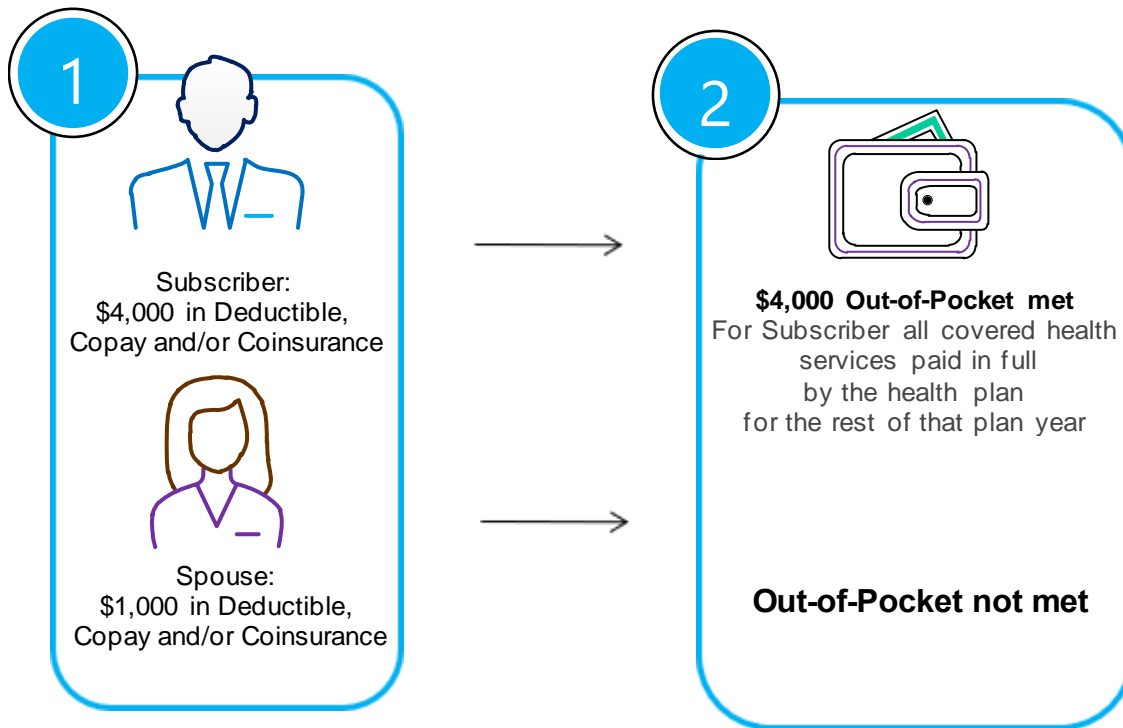 1
Subscriber:
$4,000 in Deductible,
Copay and/or Coinsurance
Spouse:
$1,000 in Deductible,
Copay and/or Coinsurance
2
$4,000 Out-of-Pocket met
For Subscriber all covered health
services paid in full
by the health plan
for the rest of that plan year
Out-of-Pocket not met